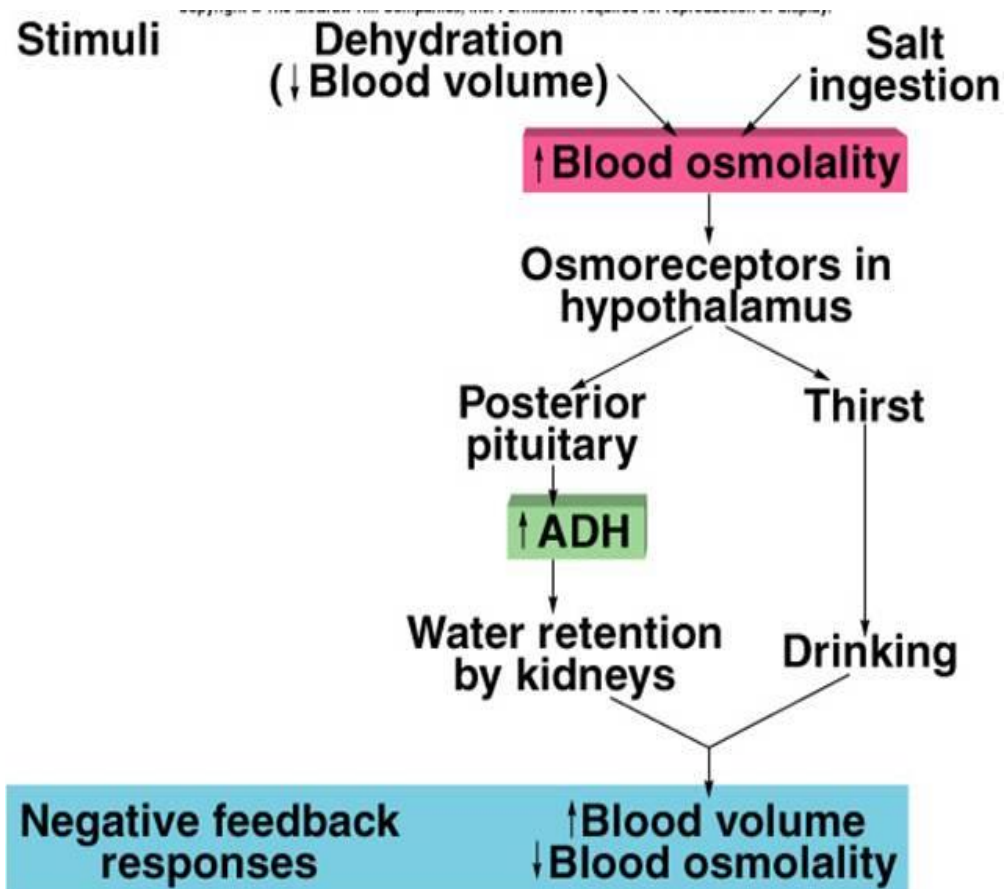 Stimuli
Dehydration
(↓Blood volume)
Salt
ingestion
↑Blood osmolality
Osmoreceptors in
hypothalamus
Posterior
pituitary
Thirst
↑ADH
Water retention
by kidneys
Drinking
Negative feedback
responses
↑Blood volume
↓Blood osmolality